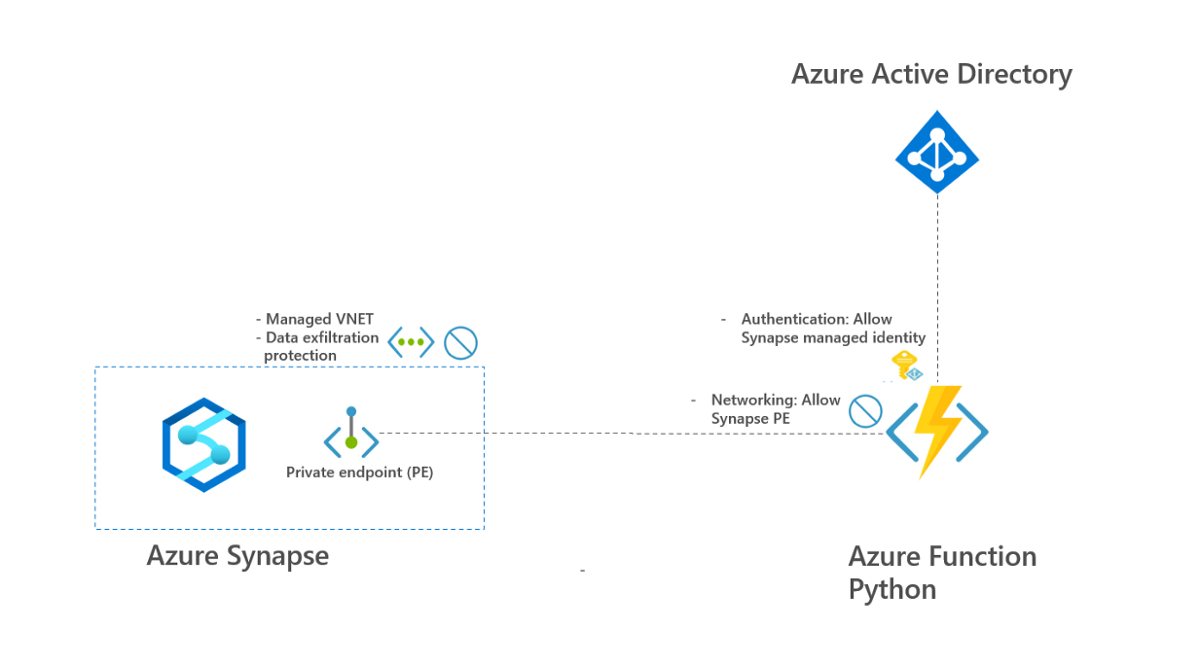 Azure Active Directory
- Managed VNET
- Data exfiltration
protection
- Authentication: Allow
Synapse managed identity
- Networking: Allow
Synapse PE
Private endpoint (PE)
Azure Synapse
-
Azure Function
Python